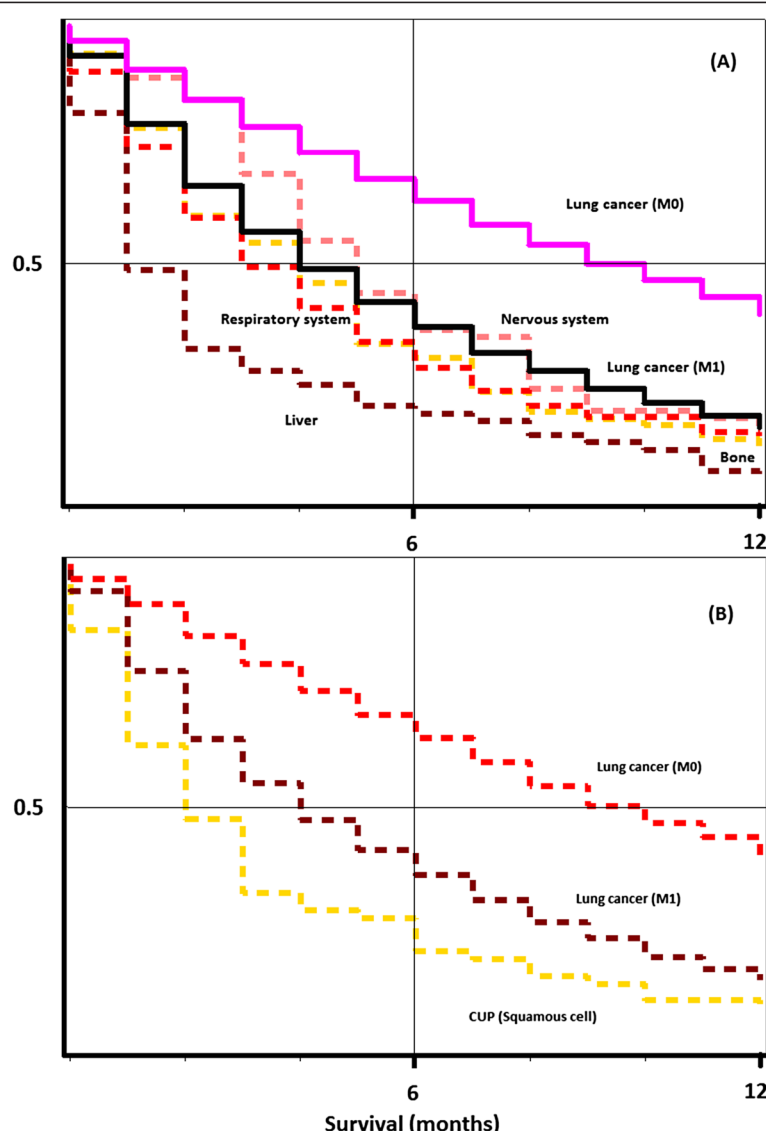 (A)
Lung cancer (M0)
0.5
Respiratory system
Nervous system
Lung cancer (M1)
Liver
Bone
6
12
(B)
Lung cancer (M0)
0.5
Lung cancer (M1)
CUP (Squamous cell)
6
12
Survival (months)